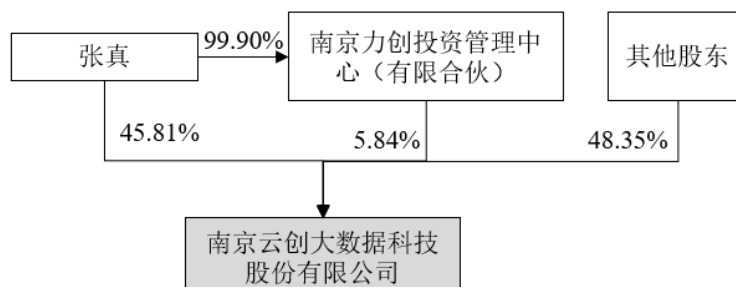 99.90%
张真
南京力创投资管理中
心（有限合伙）
其他股东
45.81%
5.84%
48.35%
南京云创大数据科技
股份有限公司